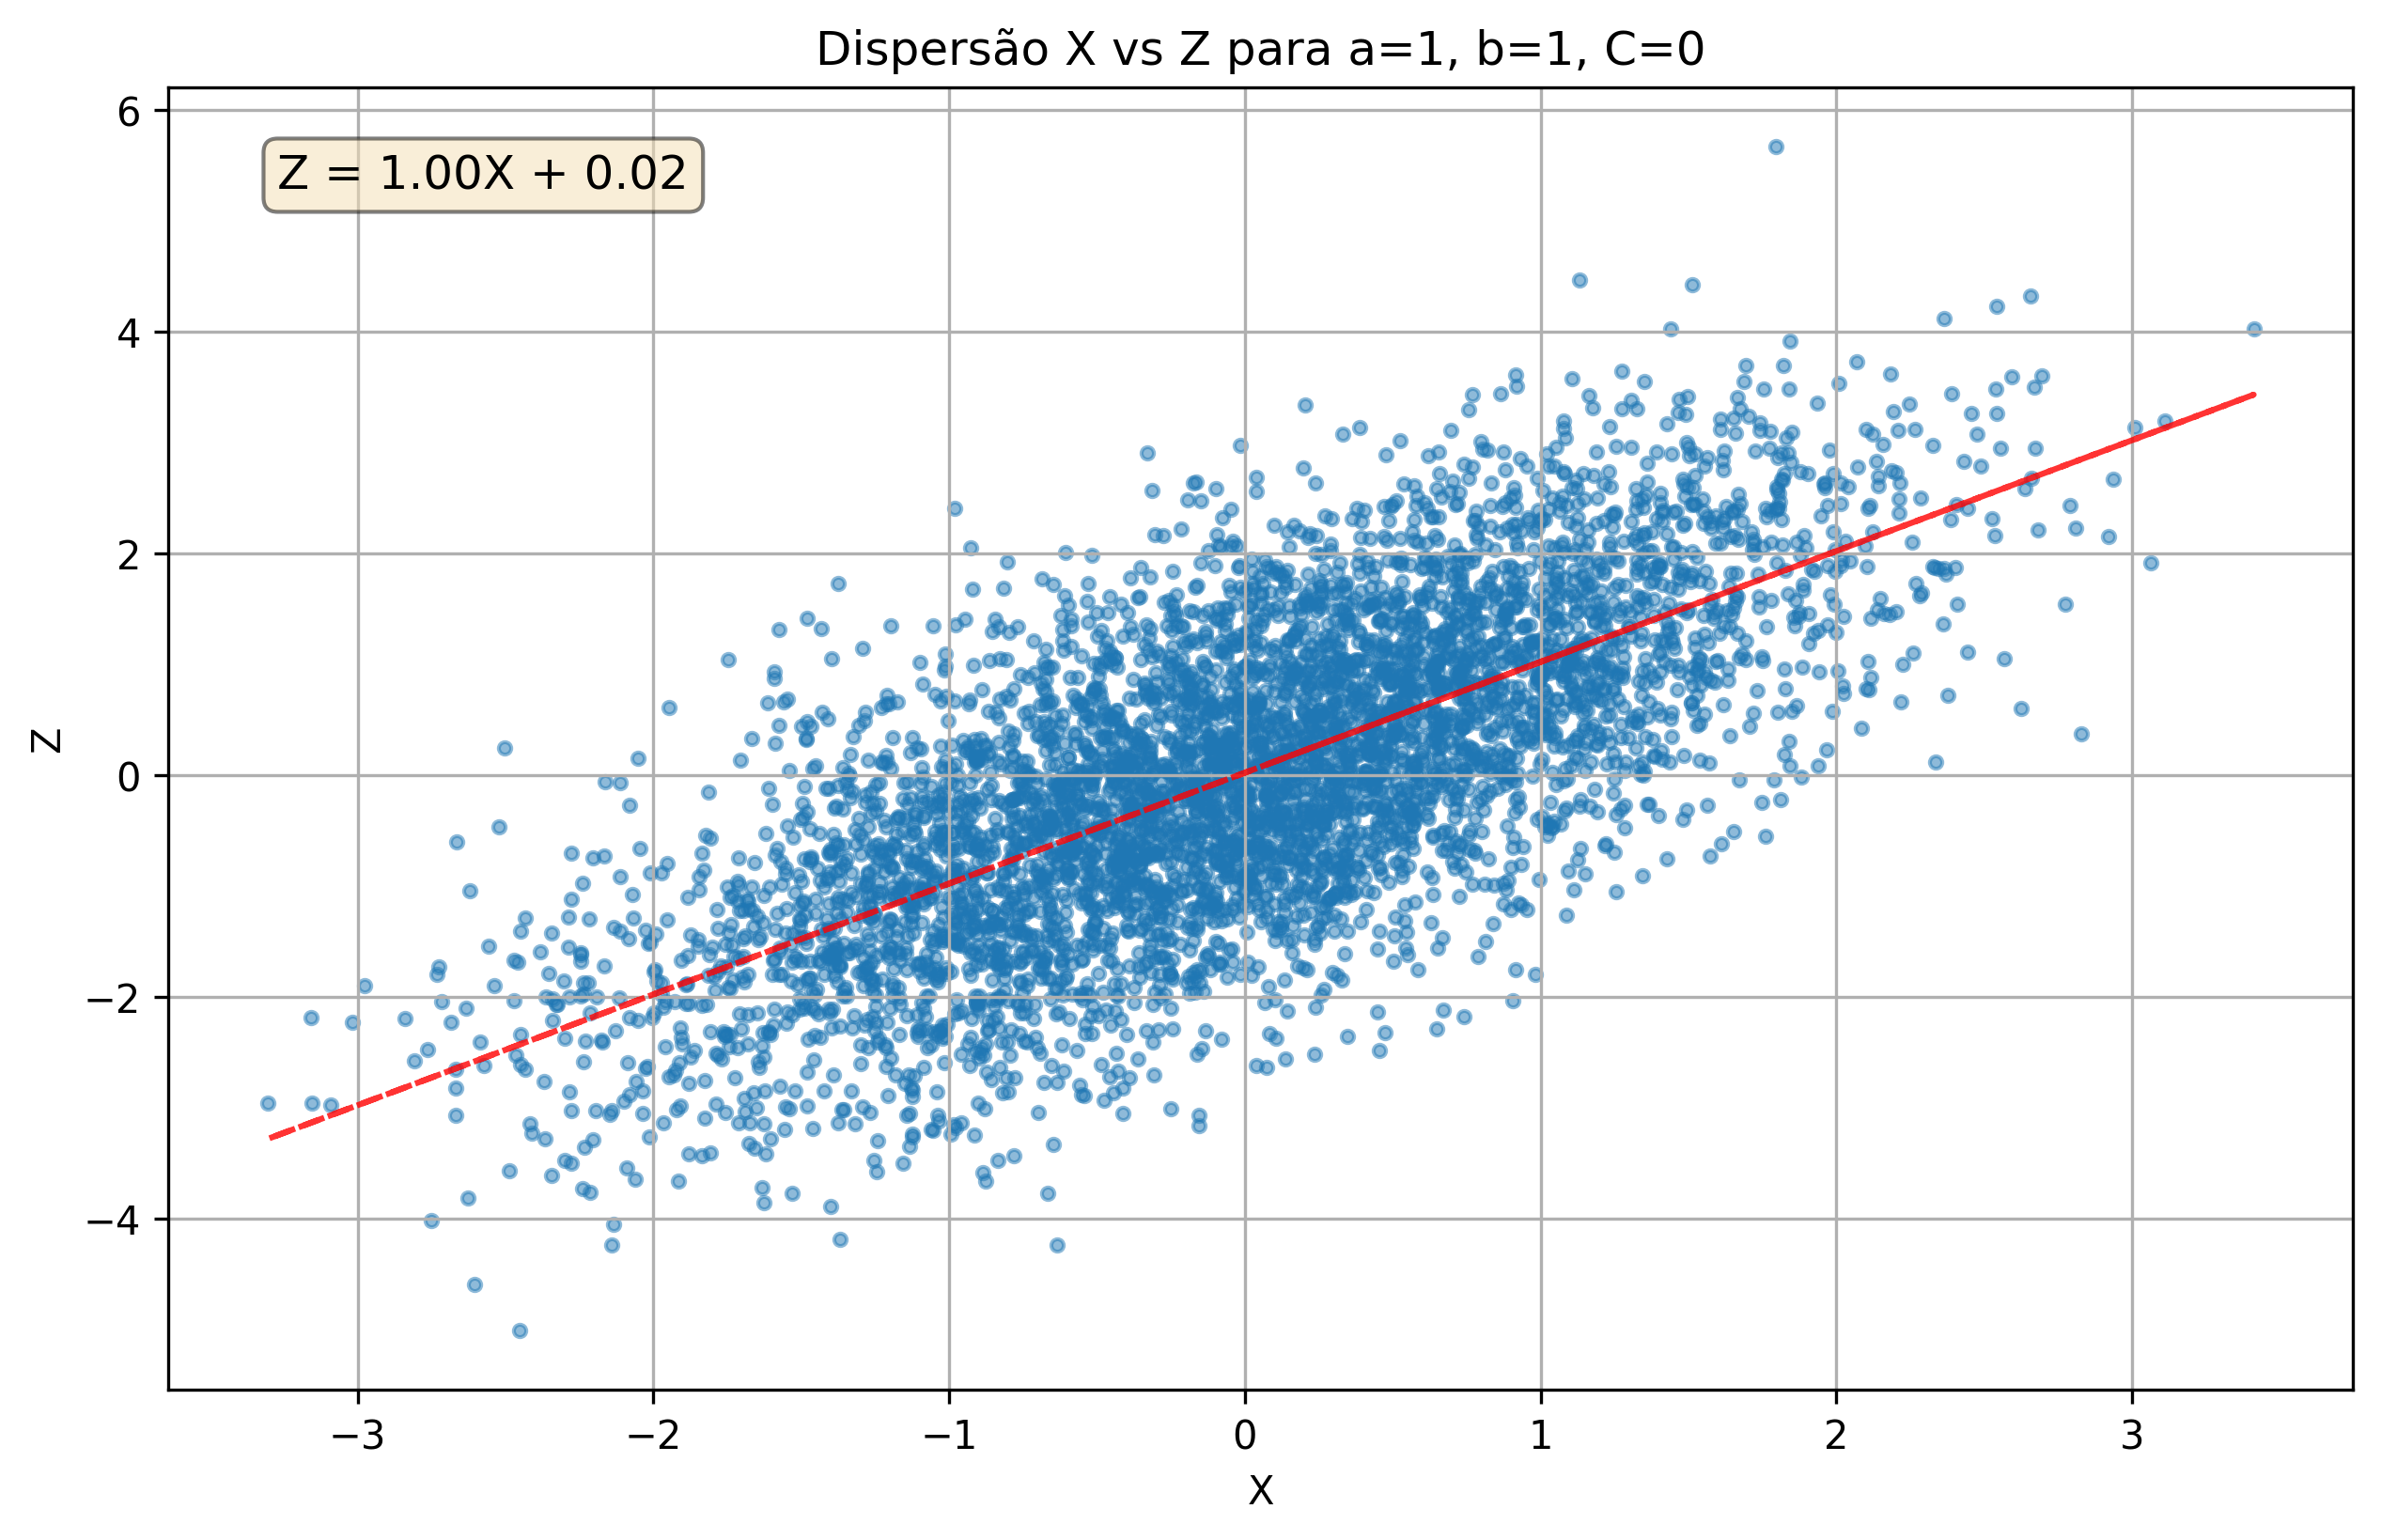 Dispersão X vs Z para a=1, b=1, C=0
6
Z = 1.00X + 0.02
4
2
Z
0
−2
−4
−3 −2 −1 0 1 2 3
X